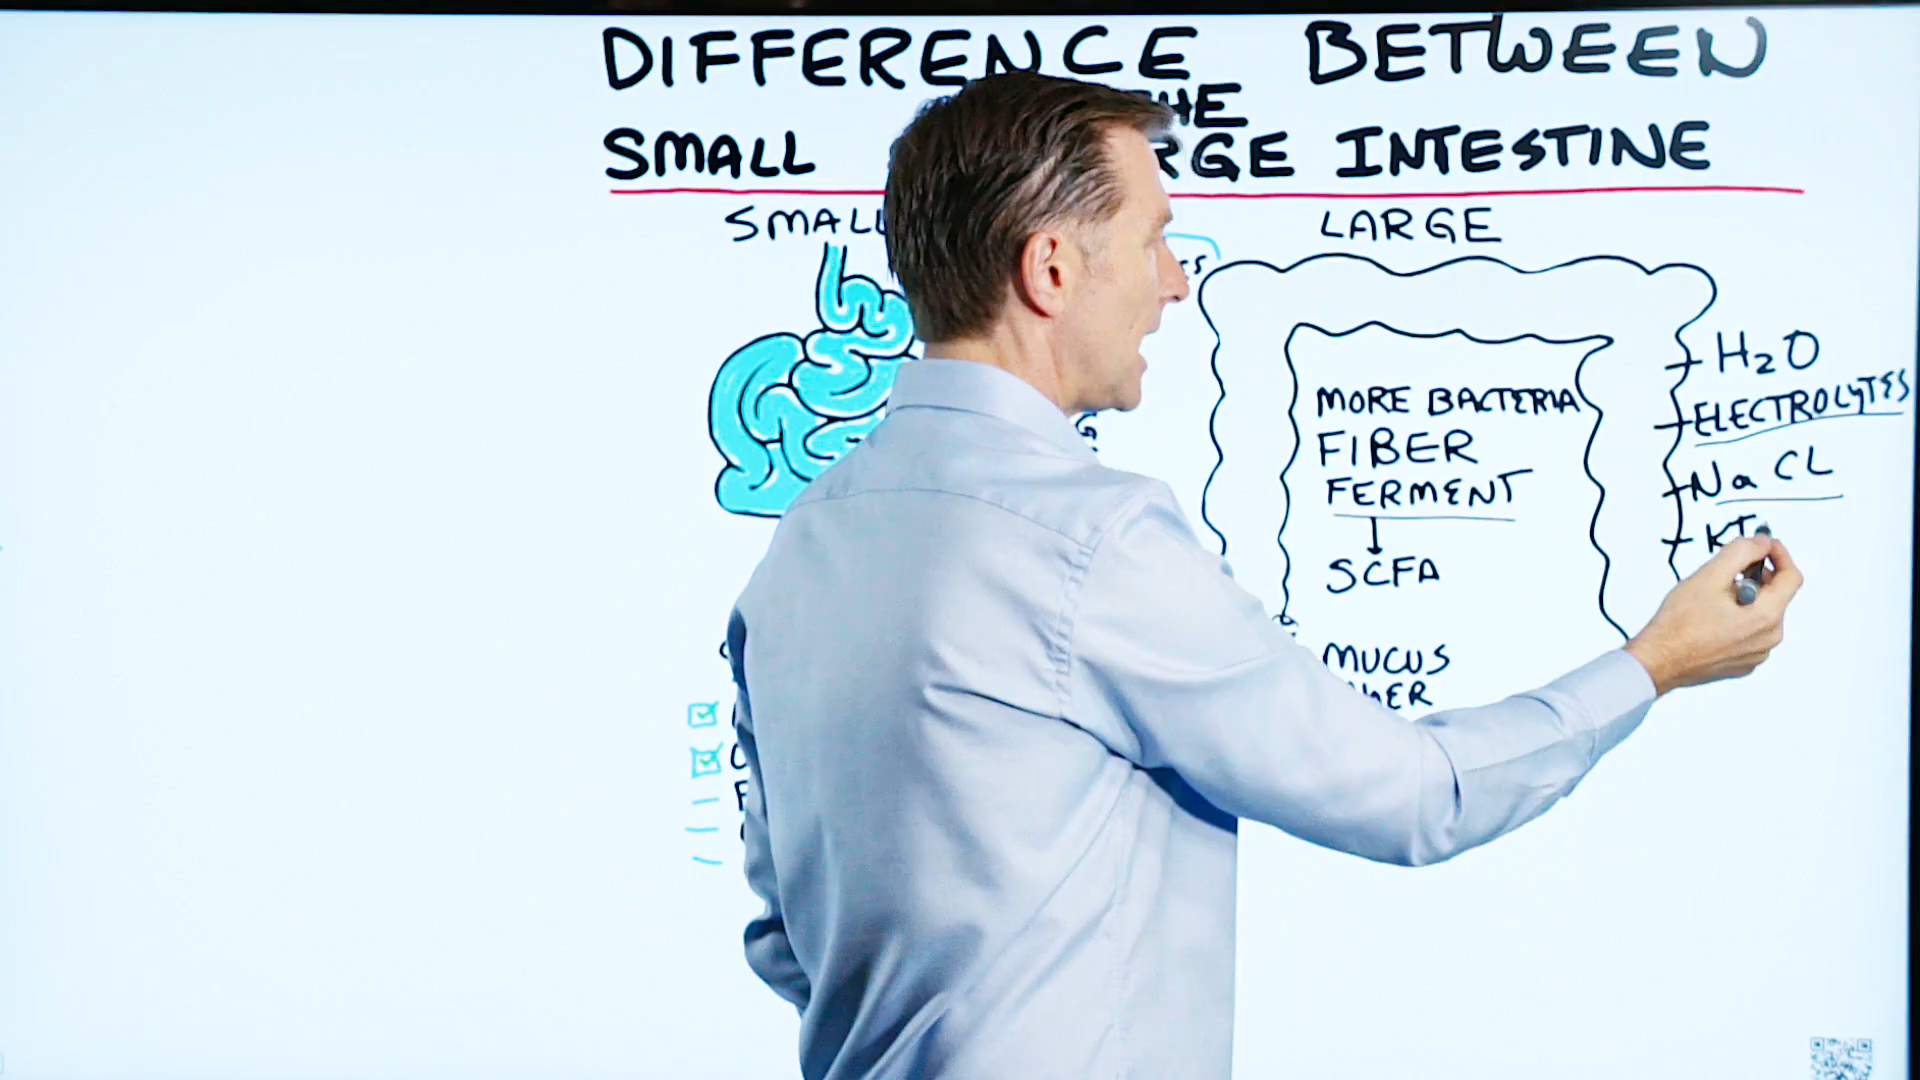 DIFFERENCE BETWEEN
THE
SMALL LARGE INTESTINE
SMALL
LARGE
H2O
ELECTROLYTES
NaCL
MORE BACTERIA
FIBER
FERMENT
SCFA
MUCUS